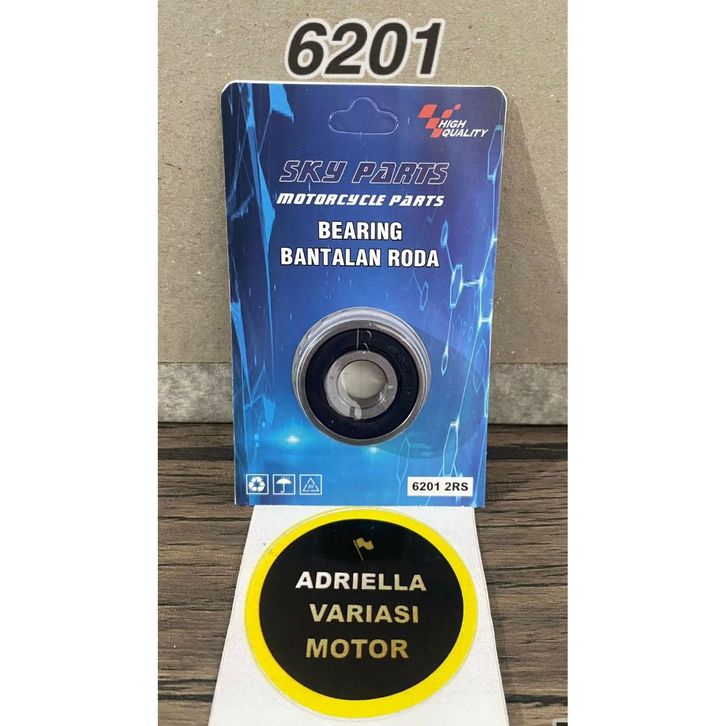 6201
HIGH
QUALITY
SKY PARTS
MOTORCYCLE PARTS
BEARING
BANTALAN RODA
6201 2RS
ADRIELLA
VARIASI
MOTOR